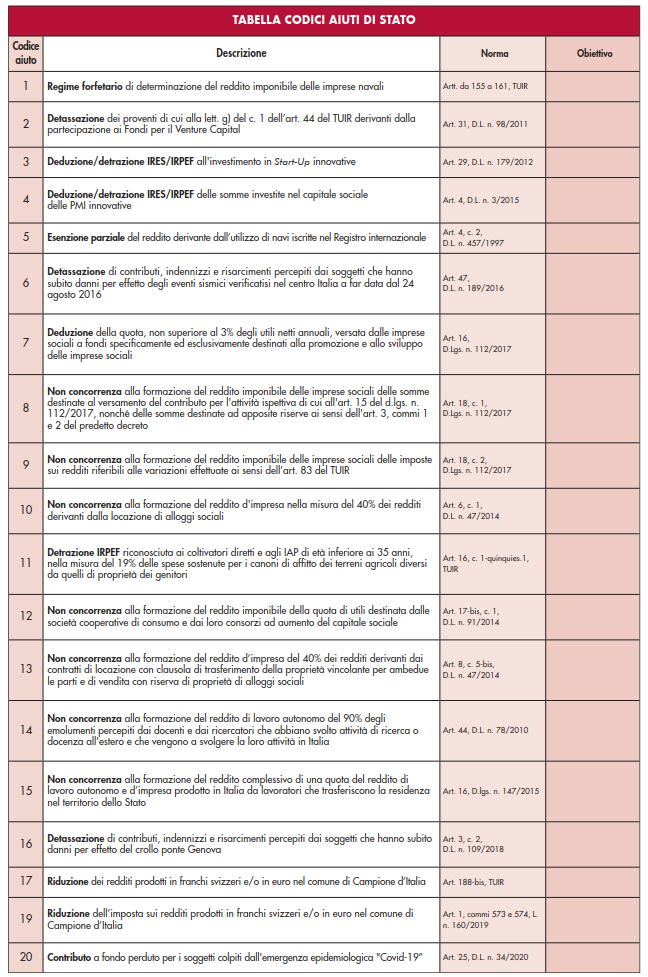 TABELLA CODICI AIUTI DI STATO
Codice
aiuto
Descrizione
Norma
Obiettivo
1
Regime forfetario di determinazione del reddito imponibile delle imprese navali
Artt. da 155 a 161, TUIR
2
Detassazione dei proventi di cui alla lett. g) del c. 1 dell'art. 44 del TUIR derivanti dalla
partecipazione ai Fondi per il Venture Capital
Art. 31, D.L. n. 98/2011
3
Deduzione/detrazione IRES/IRPEF all'investimento in Start-Up innovative
Art. 29, D.L. n. 179/2012
4
Deduzione/detrazione IRES/IRPEF delle somme investite nel capitale sociale
delle PMI innovative
Art. 4, D.L. n. 3/2015
5
Esenzione parziale del reddito derivante dall'utilizzo di navi iscritte nel Registro internazionale
Art. 4, c. 2,
D.L. n. 457/1997
6
Detassazione di contributi, indennizzi e risarcimenti percepiti dai soggetti che hanno
subito danni per effetto degli eventi sismici verificatisi nel centro Italia a far data dal 24
agosto 2016
Art. 47,
D.L. n. 189/2016
7
Deduzione della quota, non superiore al 3% degli utili netti annuali, versata dalle imprese
sociali a fondi specificamente ed esclusivamente destinati alla promozione e allo sviluppo
delle imprese sociali
Art. 16,
D.Lgs. n. 112/2017
8
Non concorrenza alla formazione del reddito imponibile delle imprese sociali delle somme
destinate al versamento del contributo per l'attività ispettiva di cui all'art. 15 del d.lgs. n.
112/2017, nonché delle somme destinate ad apposite riserve ai sensi dell'art. 3, commi 1
e 2 del predetto decreto
Art. 18, c. 1,
D.Lgs. n. 112/2017
9
Non concorrenza alla formazione del reddito imponibile delle imprese sociali delle imposte
sui redditi riferibili alle variazioni effettuate ai sensi dell'art. 83 del TUIR
Art. 18, c. 2,
D.Lgs. n. 112/2017
10
Non concorrenza alla formazione del reddito d'impresa nella misura del 40% dei redditi
derivanti dalla locazione di alloggi sociali
Art. 6, c. 1,
D.L. n. 47/2014
11
Detrazione IRPEF riconosciuta ai coltivatori diretti e agli IAP di età inferiore ai 35 anni,
nella misura del 19% delle spese sostenute per i canoni di affitto dei terreni agricoli diversi
da quelli di proprietà dei genitori
Art. 16, c. 1-quinquies.1,
TUIR
12
Non concorrenza alla formazione del reddito imponibile della quota di utili destinata dalle
società cooperative di consumo e dai loro consorzi ad aumento del capitale sociale
Art. 17-bis, c. 1,
D.L. n. 91/2014
13
Non concorrenza alla formazione del reddito d'impresa del 40% dei redditi derivanti dai
contratti di locazione con clausola di trasferimento della proprietà vincolante per ambedue
le parti e di vendita con riserva di proprietà di alloggi sociali
Art. 8, c. 5-bis,
D.L. n. 47/2014
14
Non concorrenza alla formazione del reddito di lavoro autonomo del 90% degli
emolumenti percepiti dai docenti e dai ricercatori che abbiano svolto attività di ricerca o
docenza all'estero e che vengono a svolgere la loro attività in Italia
Art. 44, D.L. n. 78/2010
15
Non concorrenza alla formazione del reddito complessivo di una quota del reddito di
lavoro autonomo e d'impresa prodotto in Italia da lavoratori che trasferiscono la residenza
nel territorio dello Stato
Art. 16, D.lgs. n. 147/2015
16
Detassazione di contributi, indennizzi e risarcimenti percepiti dai soggetti che hanno subito
danni per effetto del crollo ponte Genova
Art. 3, c. 2,
D.L. n. 109/2018
17
Riduzione dei redditi prodotti in franchi svizzeri e/o in euro nel comune di Campione d'Italia
Art. 188-bis, TUIR
19
Riduzione dell'imposta sui redditi prodotti in franchi svizzeri e/o in euro nel comune di
Campione d'Italia
Art. 1, commi 573 e 574, L.
n. 160/2019
20
Contributo a fondo perduto per i soggetti colpiti dall'emergenza epidemiologica "Covid-19"
Art. 25, D.L. n. 34/2020